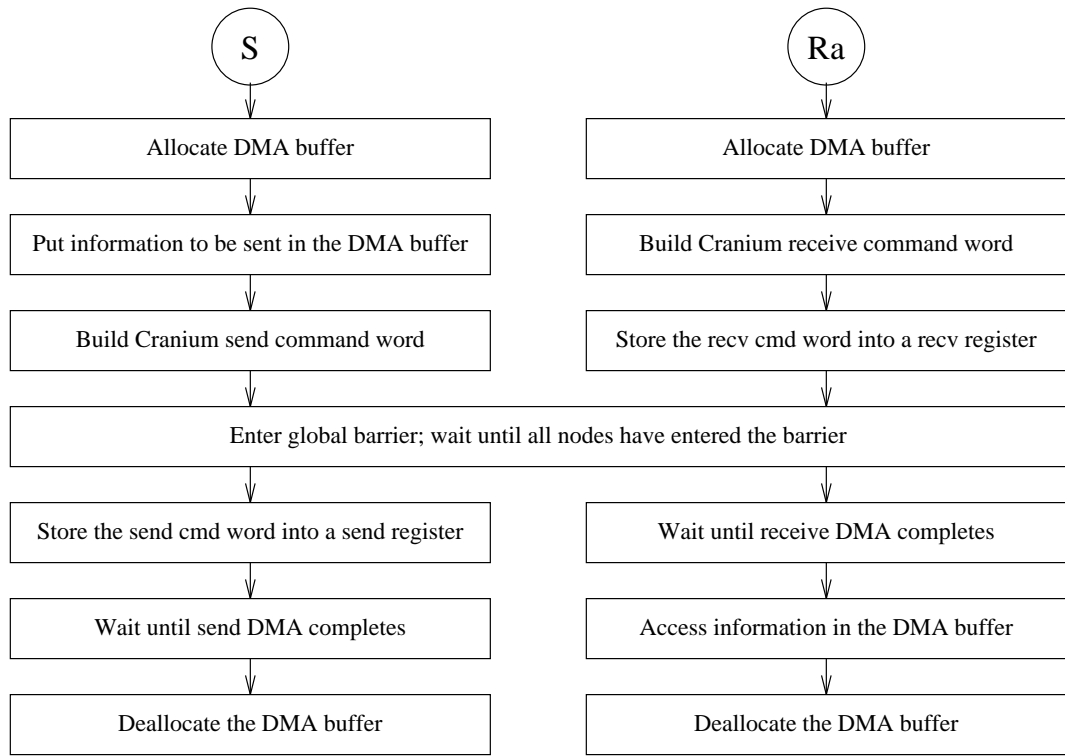 S
Ra
Allocate DMA buffer
Allocate DMA buffer
Put information to be sent in the DMA buffer
Build Cranium receive command word
Build Cranium send command word
Store the recv cmd word into a recv register
Enter global barrier; wait until all nodes have entered the barrier
Store the send cmd word into a send register
Wait until receive DMA completes
Wait until send DMA completes
Access information in the DMA buffer
Deallocate the DMA buffer
Deallocate the DMA buffer